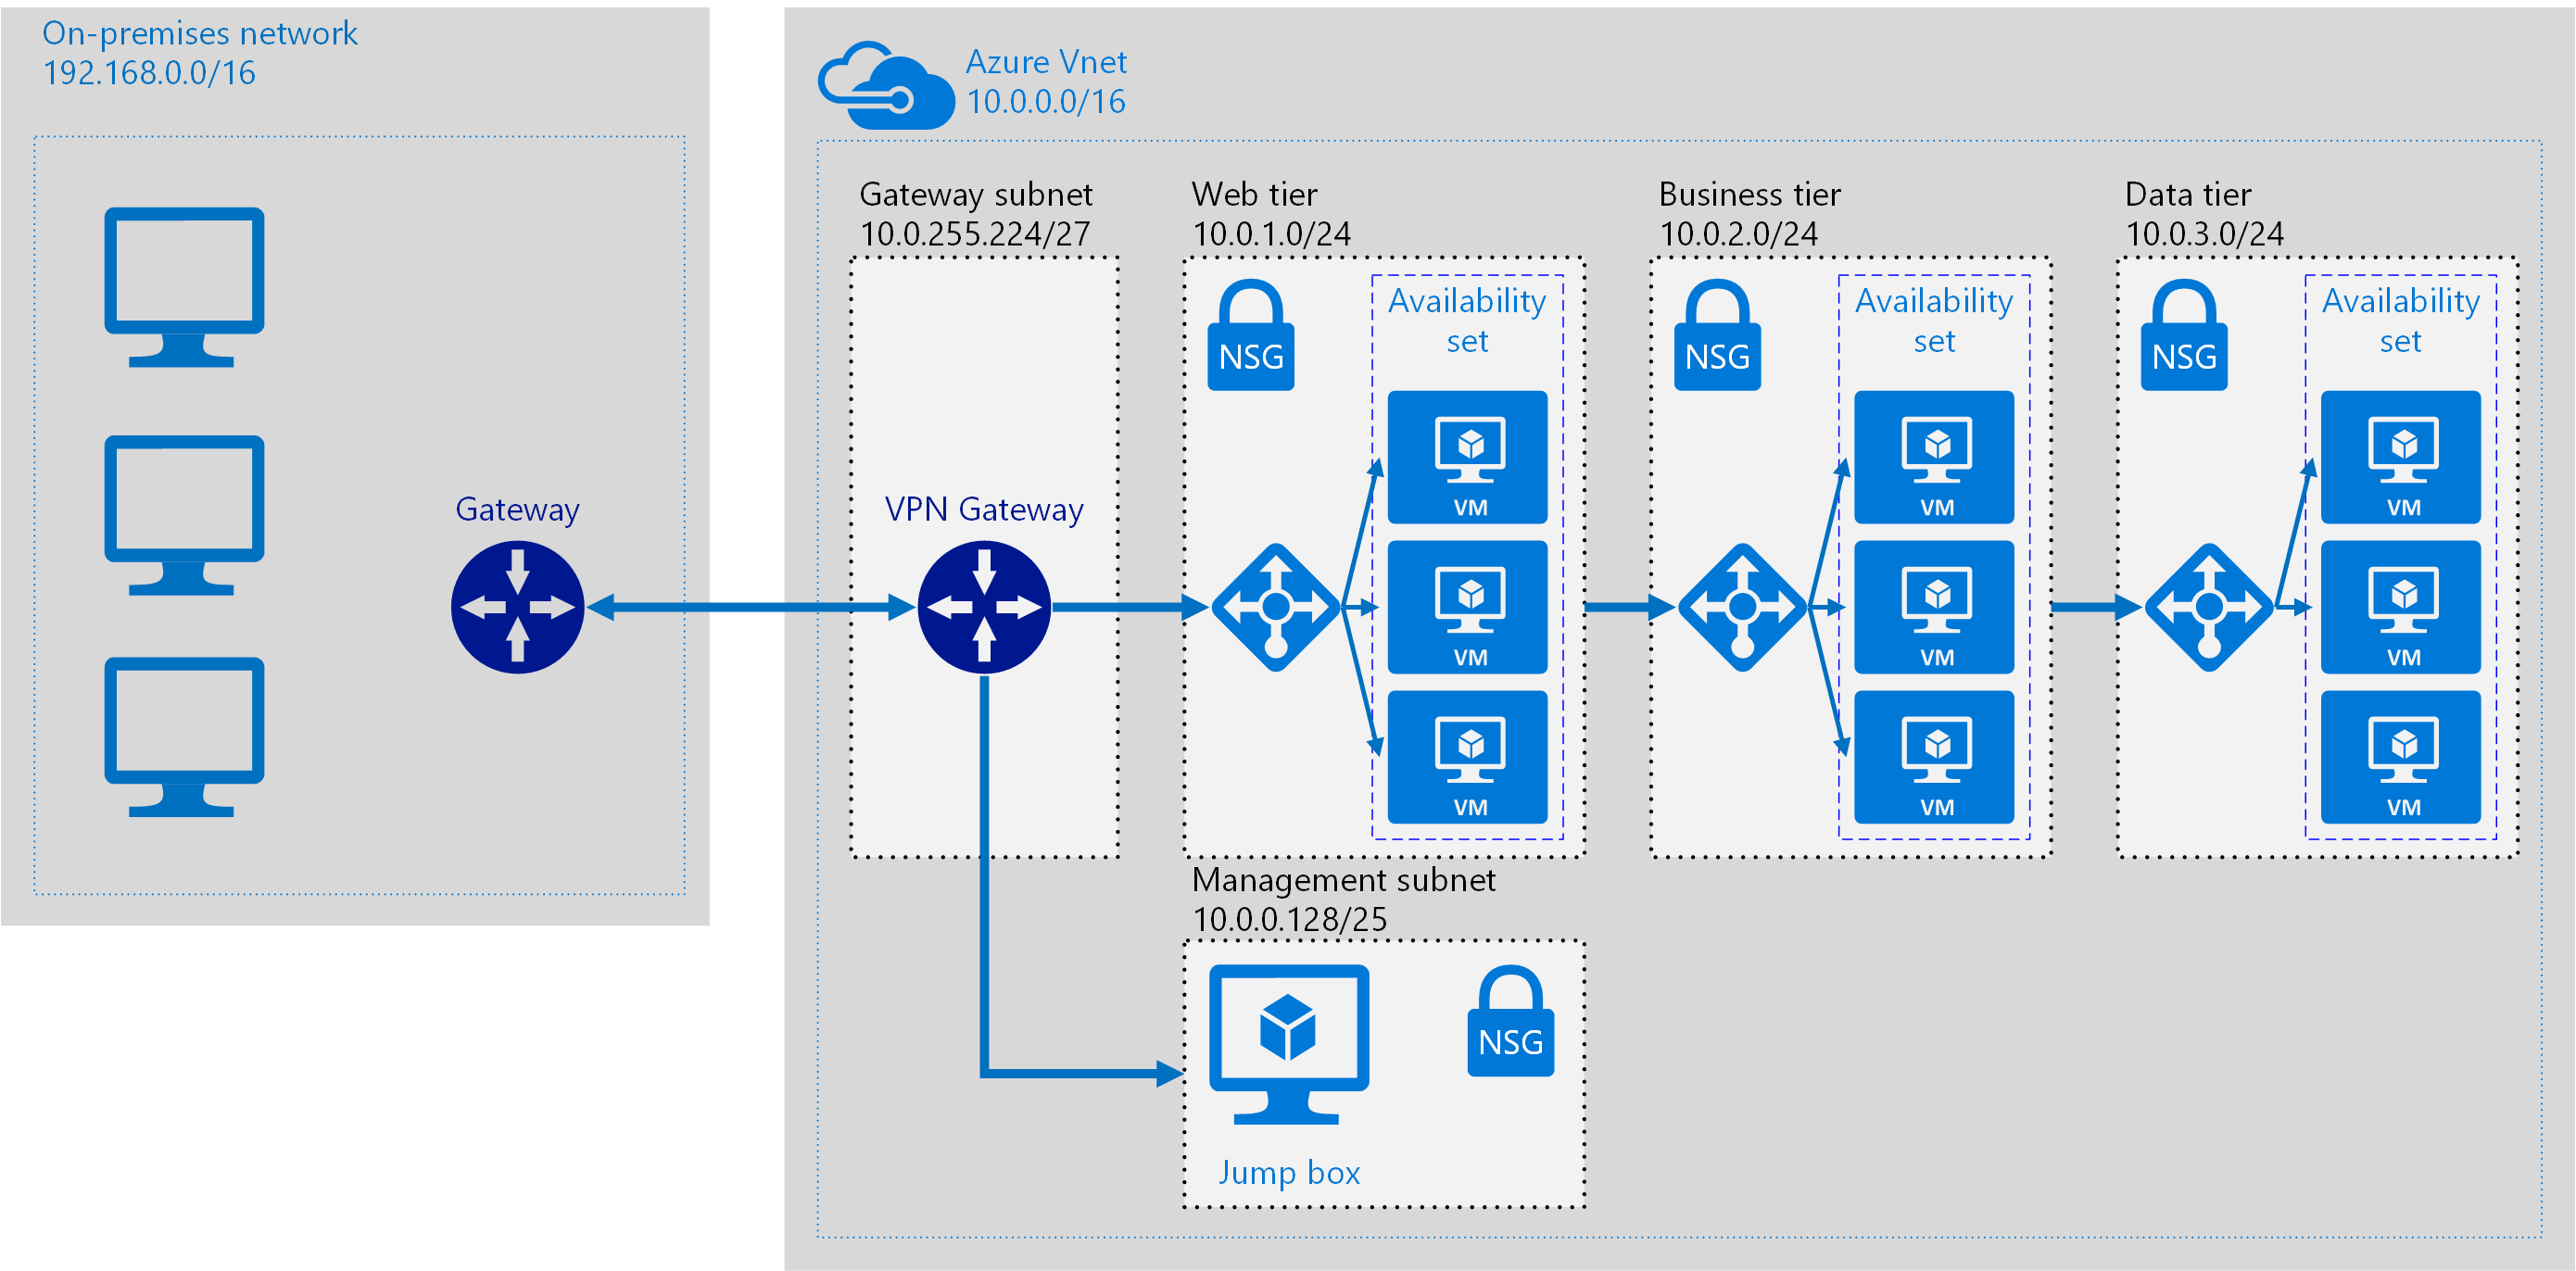 On-premises network
192.168.0.0/16
Gateway
Azure Vnet
10.0.0.0/16
Gateway subnet
10.0.255.224/27
VPN Gateway
Web tier
10.0.1.0/24
NSG
Availability
set
VM
VM
VM
Business tier
10.0.2.0/24
NSG
Availability
set
VM
VM
VM
Data tier
10.0.3.0/24
NSG
Availability
set
VM
VM
VM
Management subnet
10.0.0.128/25
NSG
Jump box